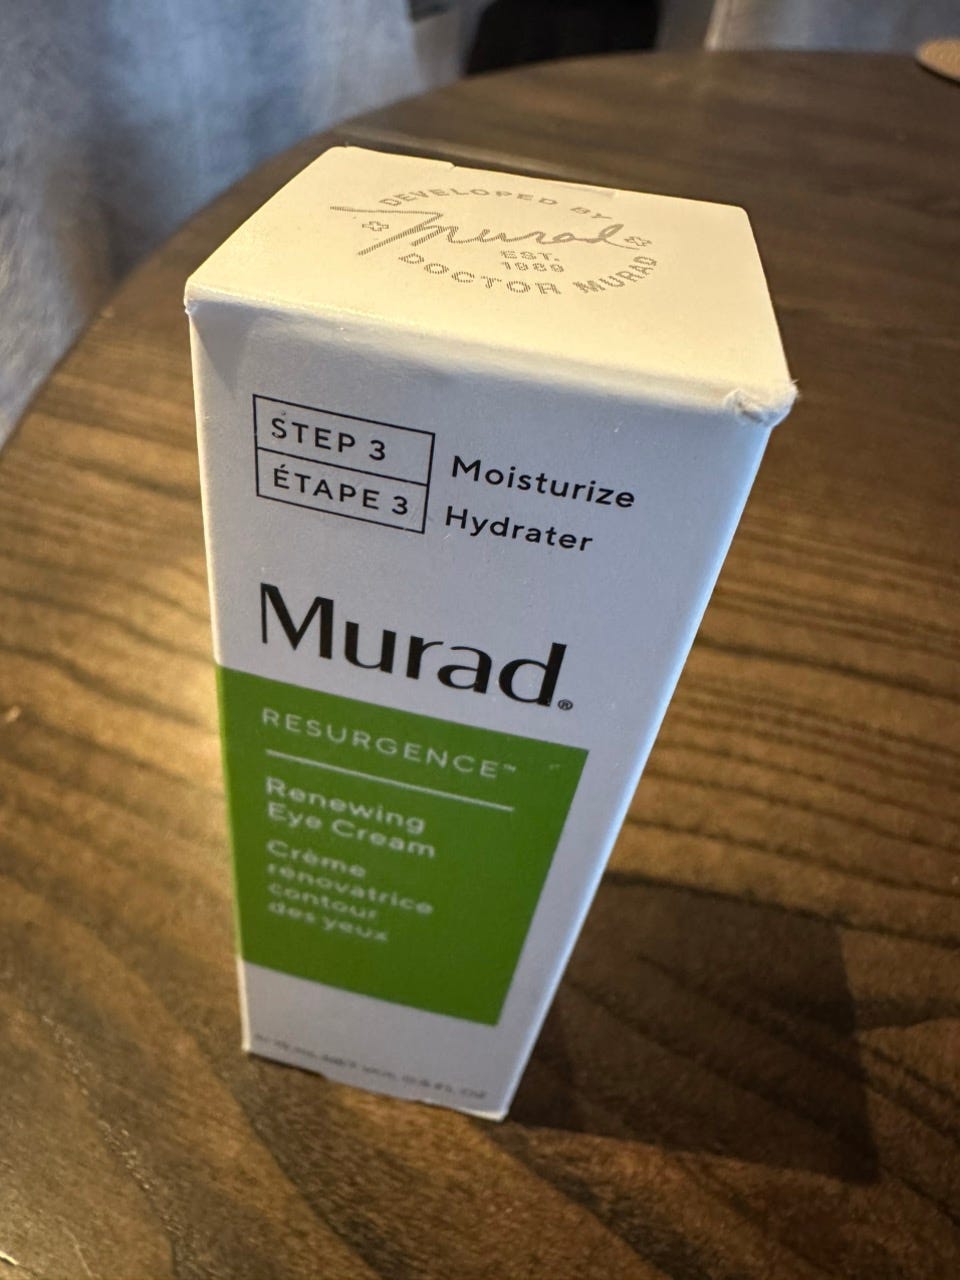 DEVELOPED BY
murad
EST.
1989
DOCTOR MURAD
STEP 3
ÉTAPE 3
Moisturize
Hydrater
Murad®
RESURGENCE™
Renewing
Eye Cream
Crème
rénovatrice
contour
des yeux